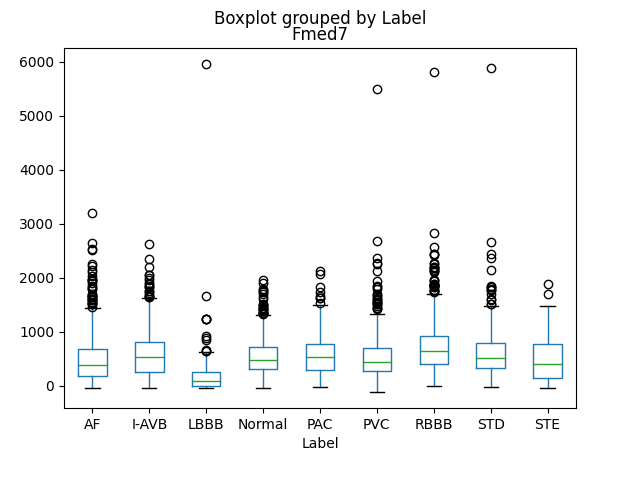 Boxplot grouped by Label
Fmed7
6000
5000
4000
3000
2000
1000
0
AF I-AVB LBBB Normal PAC PVC RBBB STD STE
Label